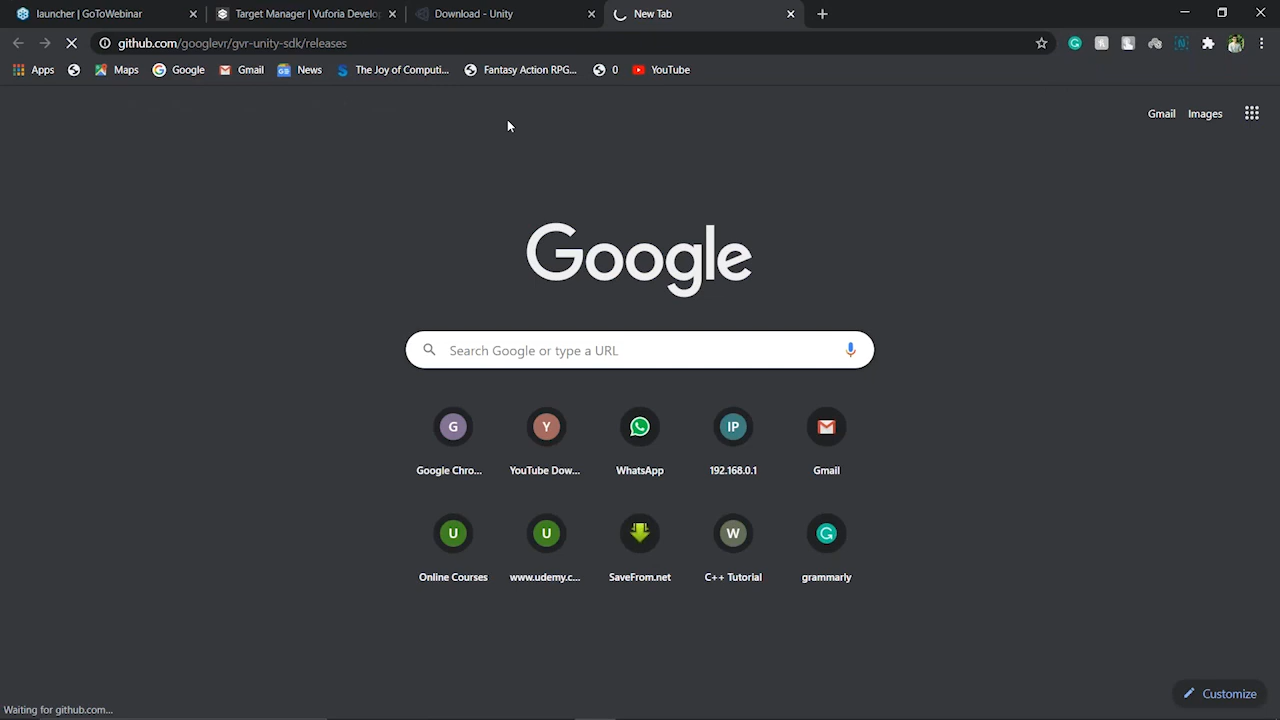 launcher | GoToWebinar
Target Manager | Vuforia Develop
Download - Unity
New Tab
github.com/googlevr/gvr-unity-sdk/releases
Apps
Maps
Google
Gmail
News
The Joy of Computi...
Fantasy Action RPG...
0
YouTube
Gmail Images
Google
Search Google or type a URL
G Y IP
Google Chro... YouTube Dow... WhatsApp 192.168.0.1 Gmail
U U W
Online Courses www.udemy.c... SaveFrom.net C++ Tutorial grammarly
Customize
Waiting for github.com...